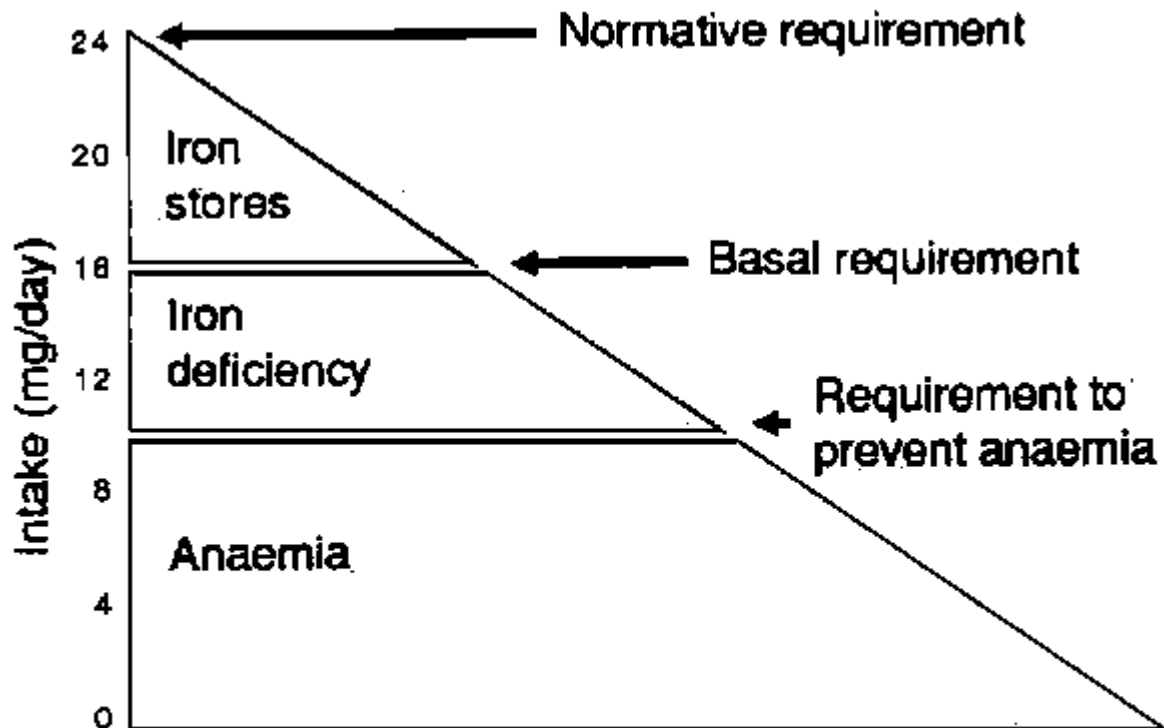 24
Normative requirement
Iron
stores
20
Basal requirement
16
Iron
deficiency
12
Requirement to
prevent anaemia
8
Anaemia
4
0
Intake (mg/day)